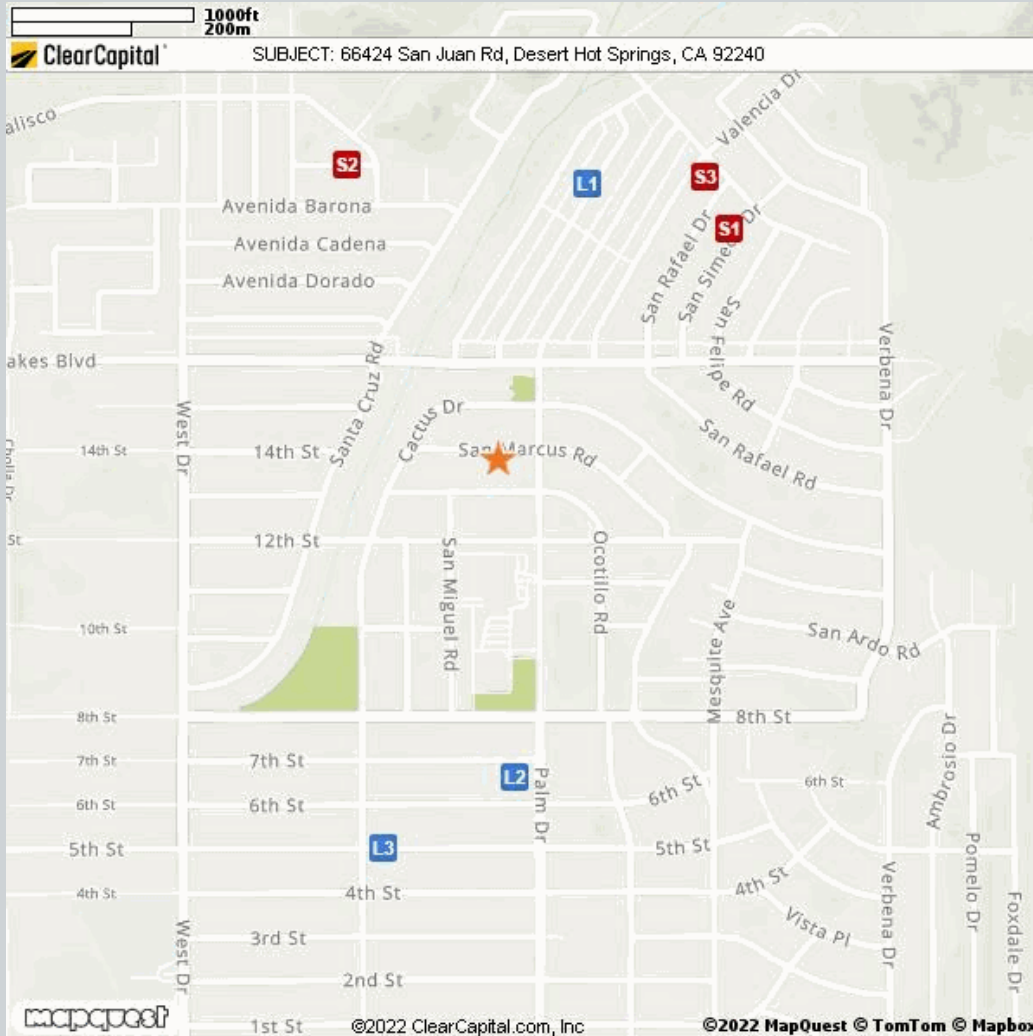 1000ft
200m
ClearCapital
SUBJECT: 66424 San Juan Rd, Desert Hot Springs, CA 92240
alisco
Valencia Dr
S2
L1
S3
Avenida Barona
S1
Avenida Cadena
San Rafael Dr
San Simeon Dr
Avenida Dorado
San Felipe Rd
Verbena Dr
akes Blvd
Santa Cruz Rd
West Dr
Cactus Dr
14th St
14th St
San Marcus Rd
San Rafael Rd
Cholla Dr
St
12th St
San Miguel Rd
Ocotillo Rd
10th St
Mesquite Ave
San Ardo Rd
8th St
8th St
7th St
7th St
L2
Palm Dr
6th St
6th St
6th St
6th St
Ambrosio Dr
5th St
L3
5th St
4th St
4th St
4th St
Verbena Dr
Pomelo Dr
Foxdale Dr
Vista Pl
West Dr
3rd St
2nd St
mapquest
1st St
©2022 ClearCapital.com, Inc
©2022 MapQuest © TomTom © Mapbox